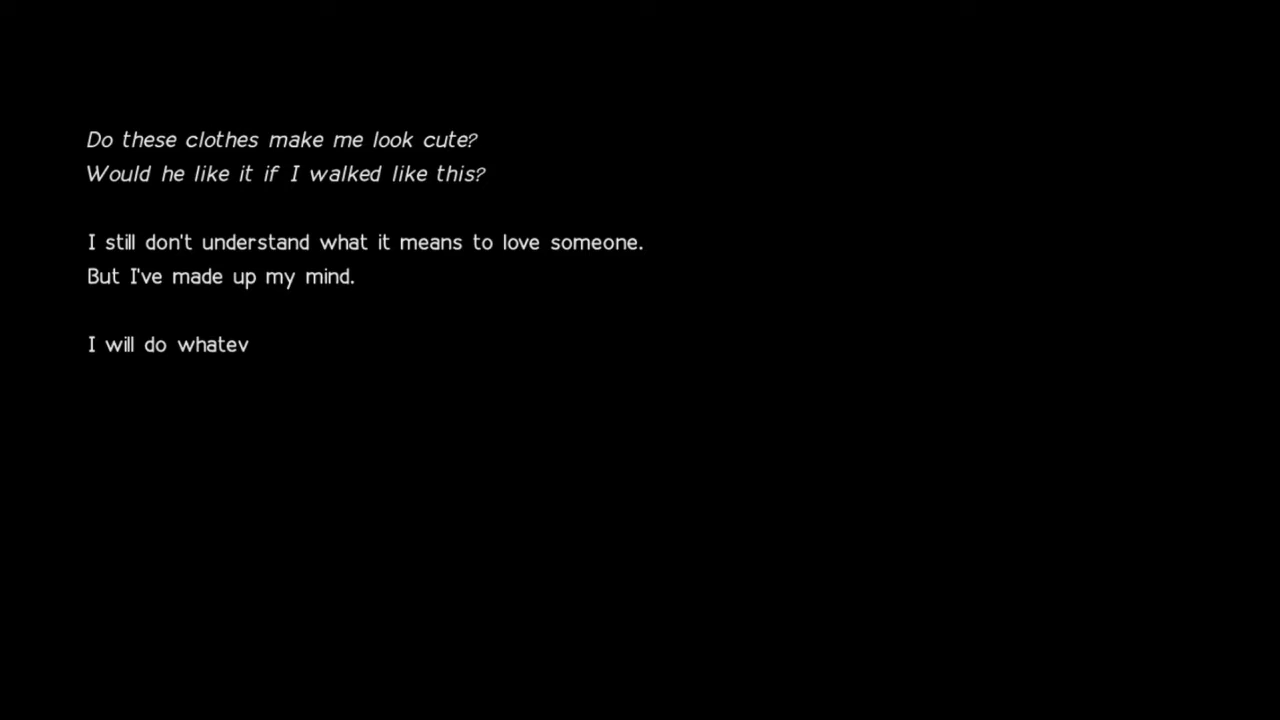 Do these clothes make me look cute?
Would he like it if I walked like this?
I still don't understand what it means to love someone.
But I've made up my mind.
I will do whatev